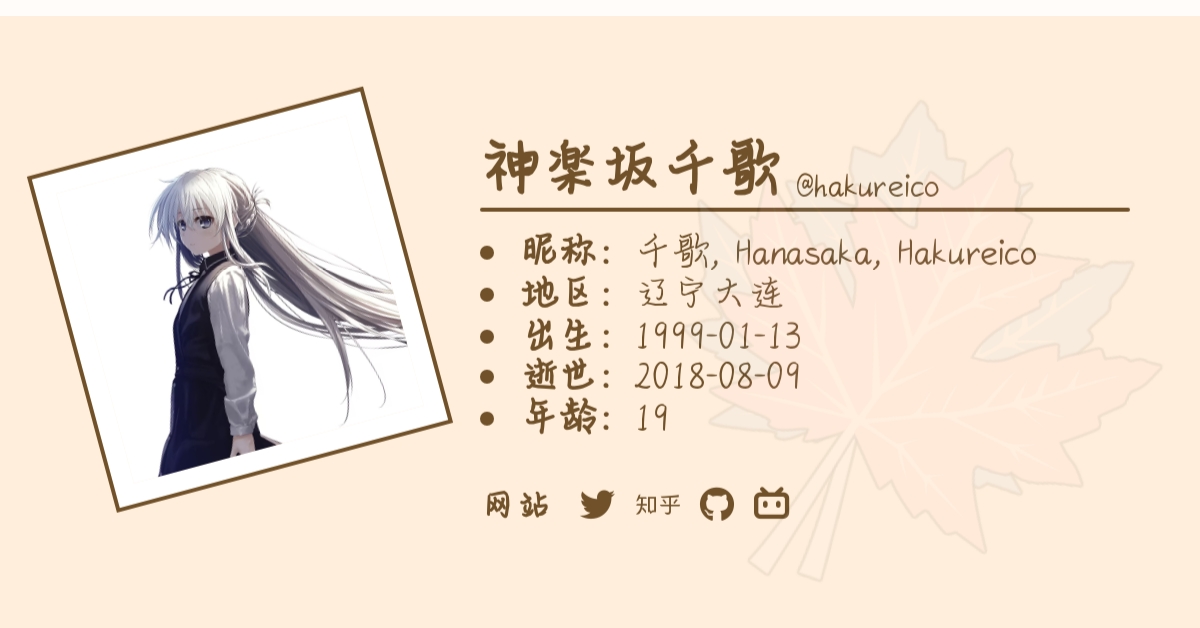 神楽坂千歌 @hakureico
昵称: 千歌, Hanasaka, Hakureico
地区: 辽宁大连
出生: 1999-01-13
逝世: 2018-08-09
年龄: 19
网站 知乎